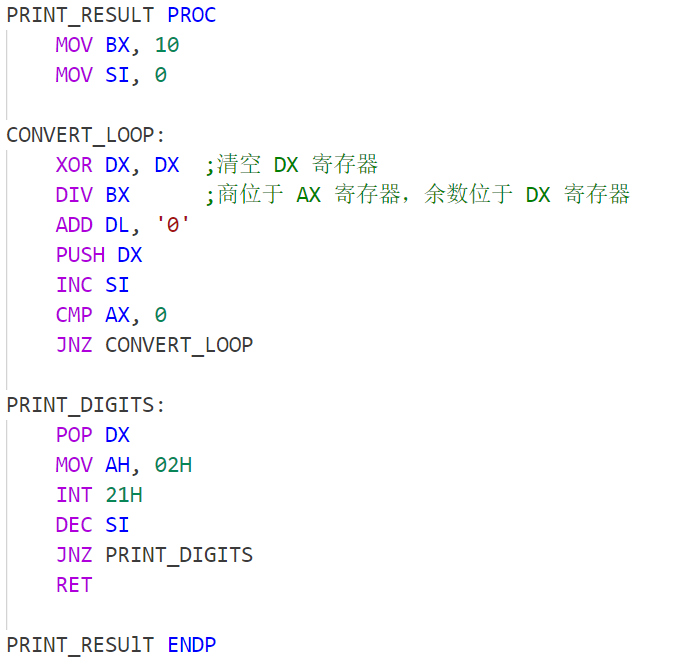 PRINT_RESULT PROC
MOV BX, 10
MOV SI, 0
CONVERT_LOOP:
XOR DX, DX ;清空 DX 寄存器
DIV BX ;商位于 AX 寄存器，余数位于 DX 寄存器
ADD DL, '0'
PUSH DX
INC SI
CMP AX, 0
JNZ CONVERT_LOOP
PRINT_DIGITS:
POP DX
MOV AH, 02H
INT 21H
DEC SI
JNZ PRINT_DIGITS
RET
PRINT_RESUlT ENDP